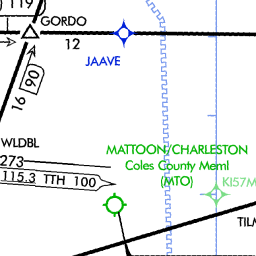 119
GORDO
12
JAAVE
90
16
WLDBL
MATTOON/CHARLESTON
273
Coles County Meml
115.3 TTH 100
(MTO)
KI57M
TILM